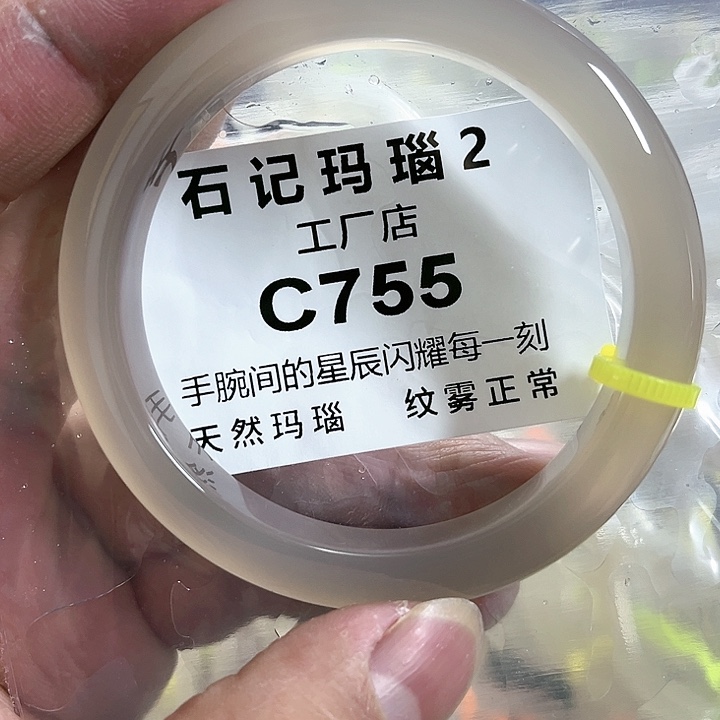 石记玛瑙2
工厂店
C755
手腕间的星辰闪耀每一刻
天然玛瑙 纹雾正常